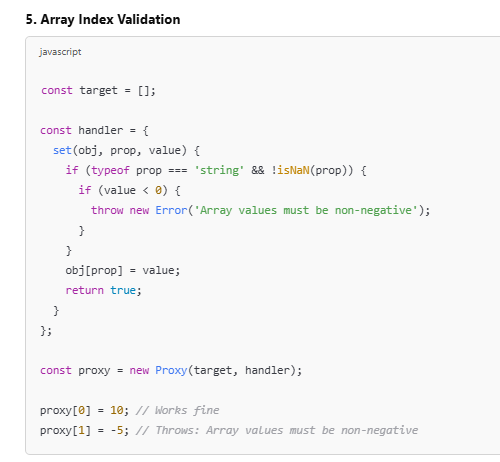 5. Array Index Validation
javascript
const target = [];
const handler = {
  set(obj, prop, value) {
    if (typeof prop === 'string' && !isNaN(prop)) {
      if (value < 0) {
        throw new Error('Array values must be non-negative');
      }
    }
    obj[prop] = value;
    return true;
  }
};
const proxy = new Proxy(target, handler);
proxy[0] = 10; // Works fine
proxy[1] = -5; // Throws: Array values must be non-negative